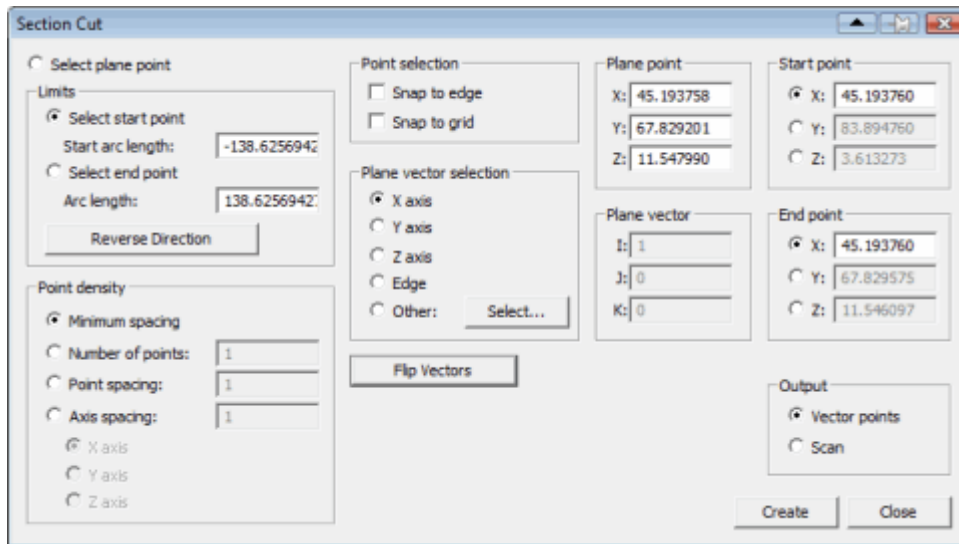 Section Cut
Select plane point
Limits
Select start point
Start arc length: -138.6256942
Select end point
Arc length: 138.6256942
Reverse Direction
Point density
Minimum spacing
Number of points: 1
Point spacing: 1
Axis spacing: 1
X axis
Y axis
Z axis
Point selection
Snap to edge
Snap to grid
Plane vector selection
X axis
Y axis
Z axis
Edge
Other: Select...
Flip Vectors
Plane point
X: 45.193758
Y: 67.829201
Z: 11.547990
Plane vector
I: 1
J: 0
K: 0
Start point
X: 45.193760
Y: 83.894760
Z: 3.613273
End point
X: 45.193760
Y: 67.829575
Z: 11.546097
Output
Vector points
Scan
Create Close